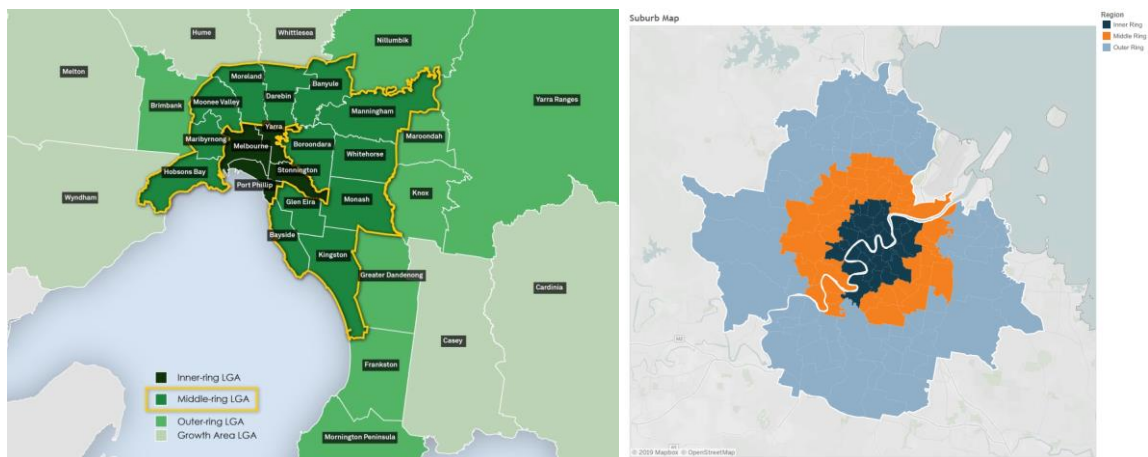 Hume
Whittlesea
Nillumbik
Melton
Moreland
Banyule
Brimbank
Moonee Valley
Darebin
Manningham
Yarra Ranges
Maribyrnong
Yarra
Maroondah
Melbourne
Boroondara
Whitehorse
Hobsons Bay
Stonnington
Wyndham
Port Phillip
Knox
Glen Eira
Monash
Bayside
Kingston
Greater Dandenong
Cardinia
Casey
Frankston
Mornington Peninsula
Inner-ring LGA
Middle-ring LGA
Outer-ring LGA
Growth Area LGA
Suburb Map
Region
Inner Ring
Middle Ring
Outer Ring
© 2019 Mapbox © OpenStreetMap